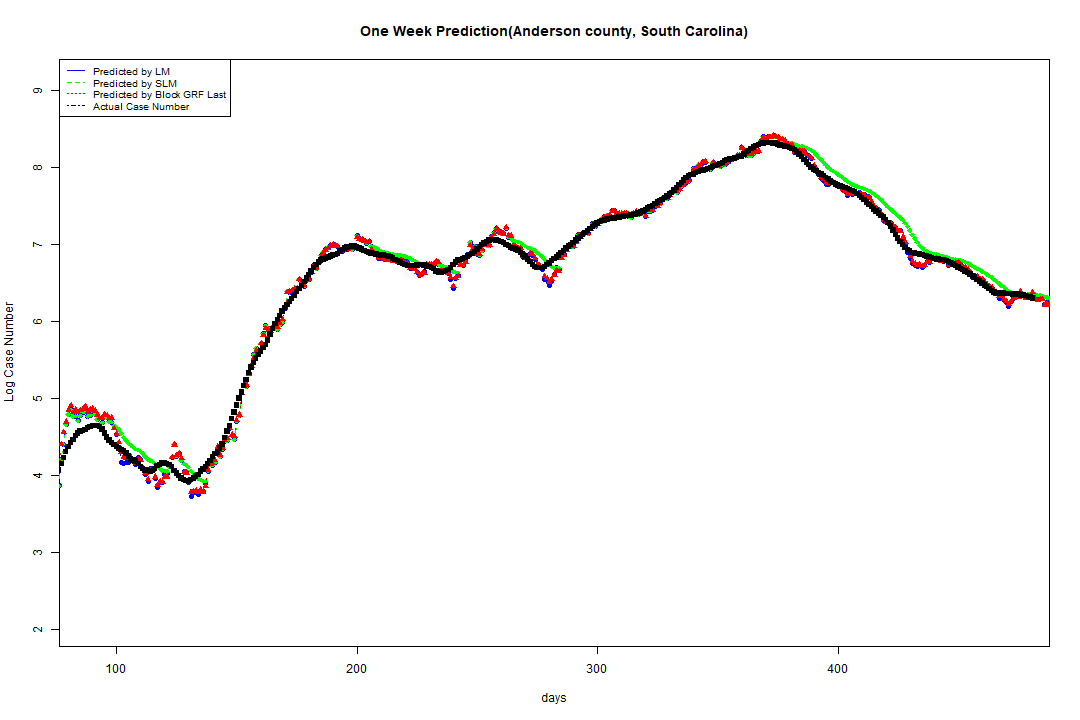 One Week Prediction(Anderson county, South Carolina)
Predicted by LM
Predicted by SLM
Predicted by Block GRF Last
Actual Case Number
9
8
7
6
5
4
3
2
Log Case Number
100
200
300
400
days